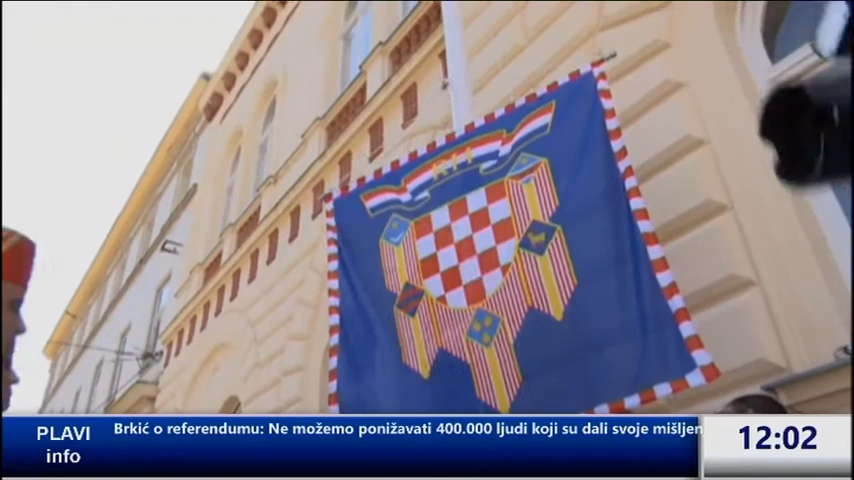 PLAVI
info
Brkić o referendumu: Ne možemo ponižavati 400.000 ljudi koji su dali svoje mišljen
12:02